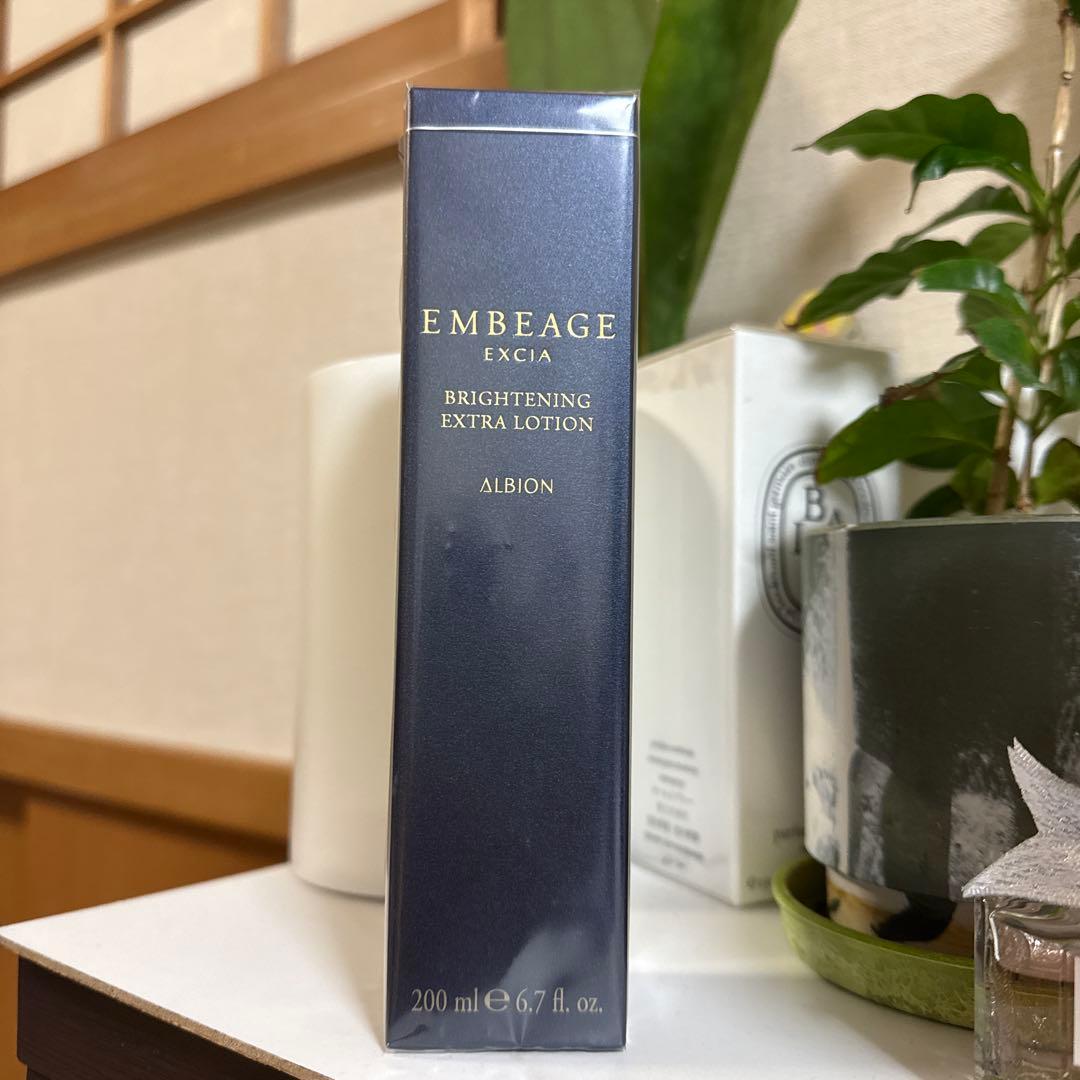 EMBEAGE
EXCIA
BRIGHTENING
EXTRA LOTION
ALBION
200 ml ℮ 6.7 fl. oz.